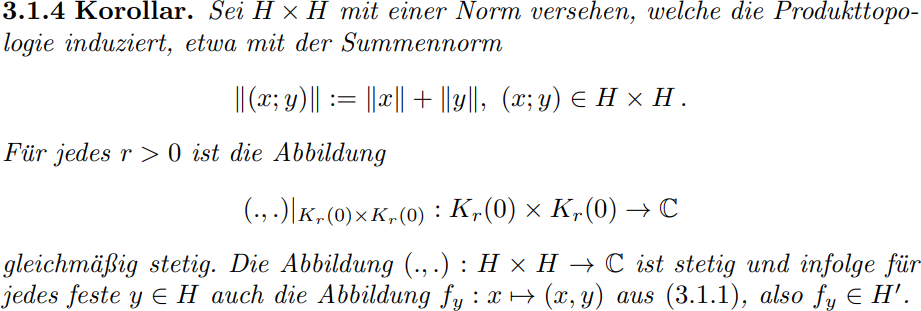 3.1.4 Korollar. Sei H × H mit einer Norm versehen, welche die Produkttopo-
logie induziert, etwa mit der Summennorm
‖(x; y)‖ := ‖x‖ + ‖y‖, (x; y) ∈ H × H .
Für jedes r > 0 ist die Abbildung
(., .)|_{K_r(0)×K_r(0)} : K_r(0) × K_r(0) → ℂ
gleichmäßig stetig. Die Abbildung (., .) : H × H → ℂ ist stetig und infolge für
jedes feste y ∈ H auch die Abbildung f_y : x ↦ (x, y) aus (3.1.1), also f_y ∈ H′.